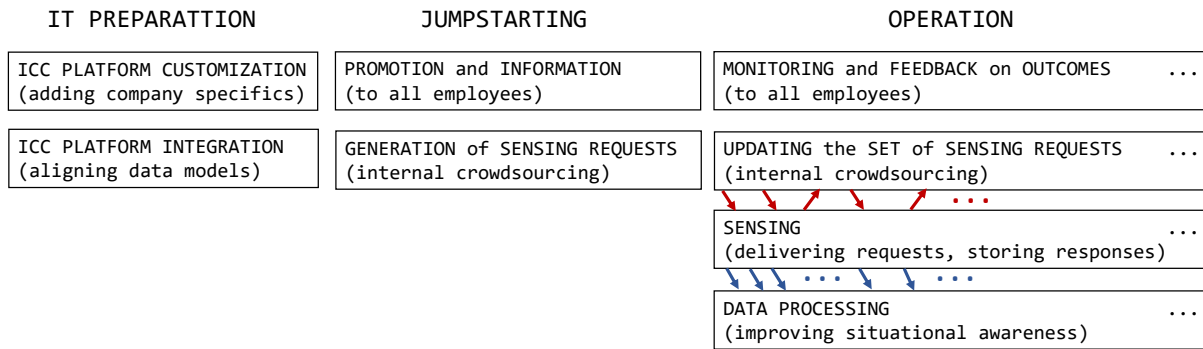 IT PREPARATTION
JUMPSTARTING
OPERATION
ICC PLATFORM CUSTOMIZATION
(adding company specifics)
PROMOTION and INFORMATION
(to all employees)
MONITORING and FEEDBACK on OUTCOMES ...
(to all employees)
ICC PLATFORM INTEGRATION
(aligning data models)
GENERATION of SENSING REQUESTS
(internal crowdsourcing)
UPDATING the SET of SENSING REQUESTS ...
(internal crowdsourcing)
...
SENSING ...
(delivering requests, storing responses)
... ...
DATA PROCESSING ...
(improving situational awareness)